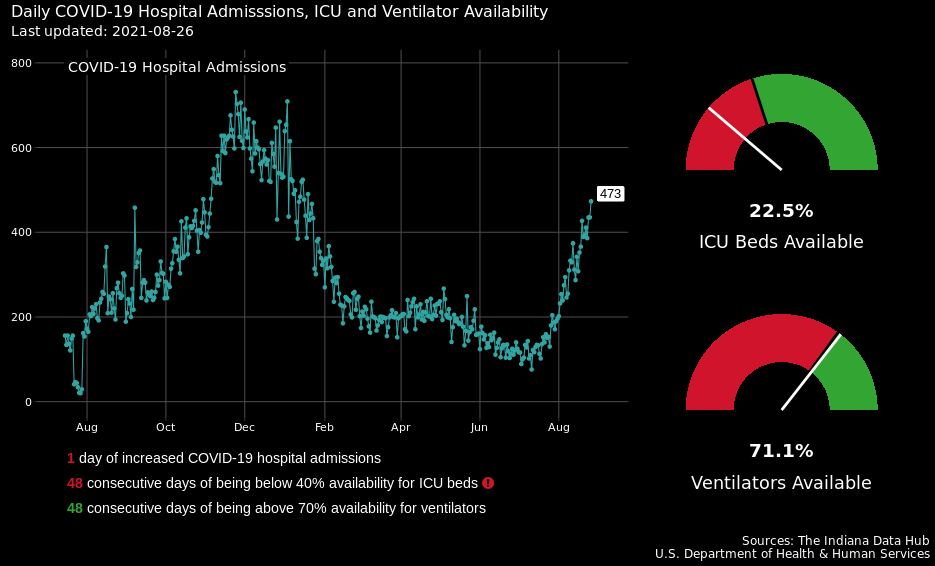 Daily COVID-19 Hospital Admisssions, ICU and Ventilator Availability
Last updated: 2021-08-26
COVID-19 Hospital Admissions
800
600
400
200
0
Aug Oct Dec Feb Apr Jun Aug
473
22.5%
ICU Beds Available
71.1%
Ventilators Available
1 day of increased COVID-19 hospital admissions
48 consecutive days of being below 40% availability for ICU beds !
48 consecutive days of being above 70% availability for ventilators
Sources: The Indiana Data Hub
U.S. Department of Health & Human Services